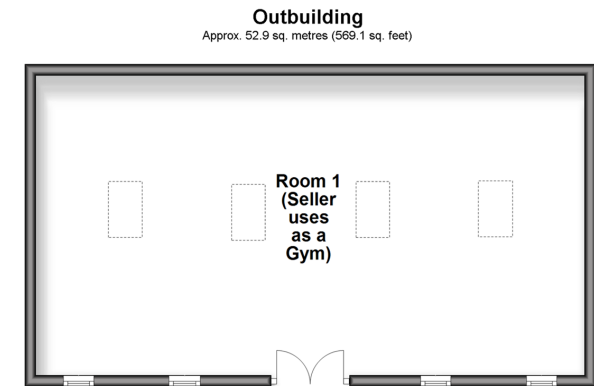 Outbuilding
Approx. 52.9 sq. metres (569.1 sq. feet)
Room 1
(Seller
uses
as a
Gym)